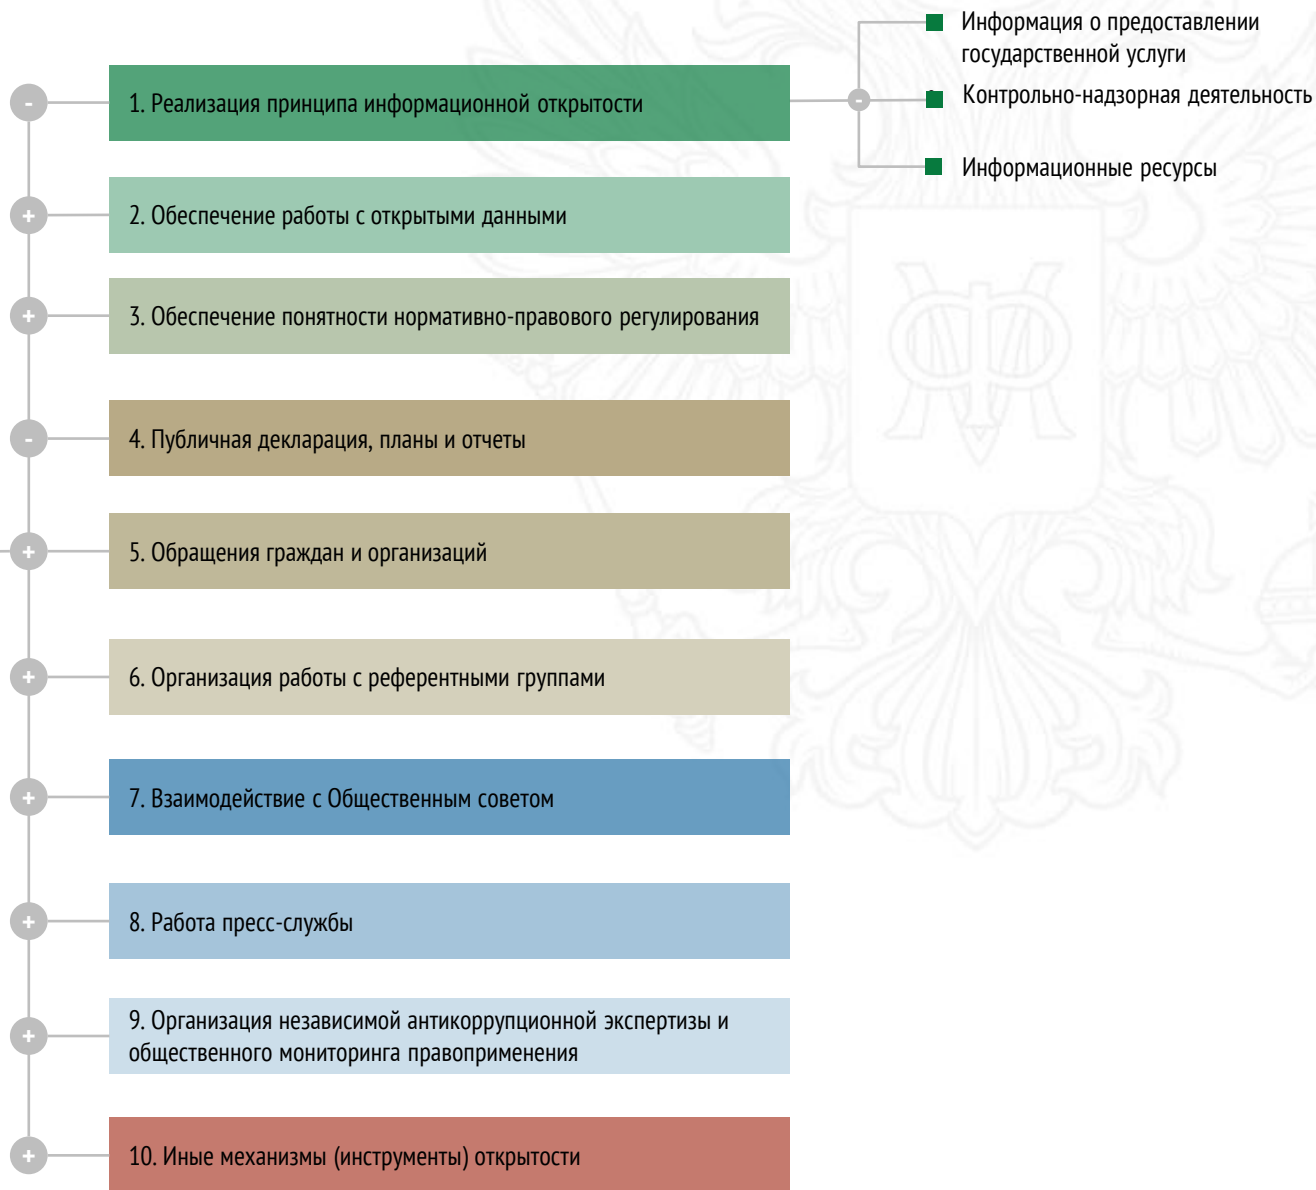 Информация о предоставлении
государственной услуги
- 1. Реализация принципа информационной открытости
- Контрольно-надзорная деятельность
Информационные ресурсы
+ 2. Обеспечение работы с открытыми данными
+ 3. Обеспечение понятности нормативно-правового регулирования
- 4. Публичная декларация, планы и отчеты
+ 5. Обращения граждан и организаций
+ 6. Организация работы с референтными группами
+ 7. Взаимодействие с Общественным советом
+ 8. Работа пресс-службы
+ 9. Организация независимой антикоррупционной экспертизы и
общественного мониторинга правоприменения
+ 10. Иные механизмы (инструменты) открытости